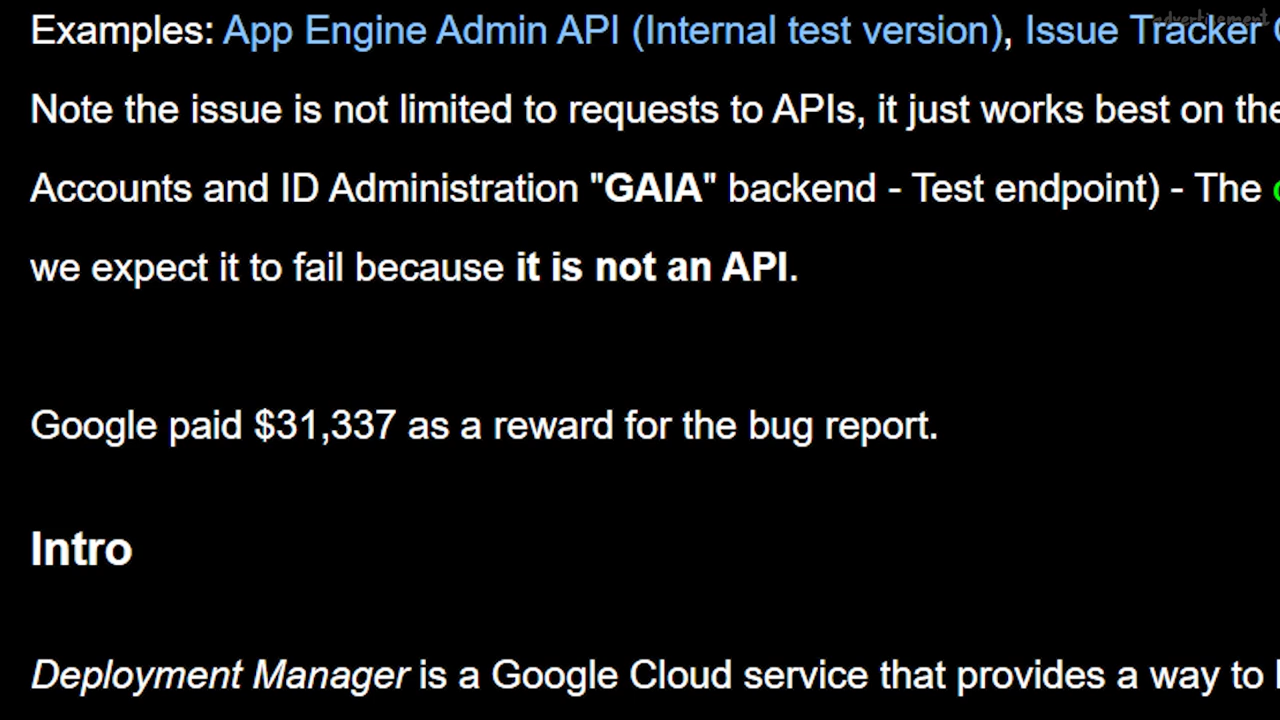 advertisement
Examples: App Engine Admin API (Internal test version), Issue Tracker
Note the issue is not limited to requests to APIs, it just works best on the
Accounts and ID Administration "GAIA" backend - Test endpoint) - The
we expect it to fail because it is not an API.
Google paid $31,337 as a reward for the bug report.
Intro
Deployment Manager is a Google Cloud service that provides a way to